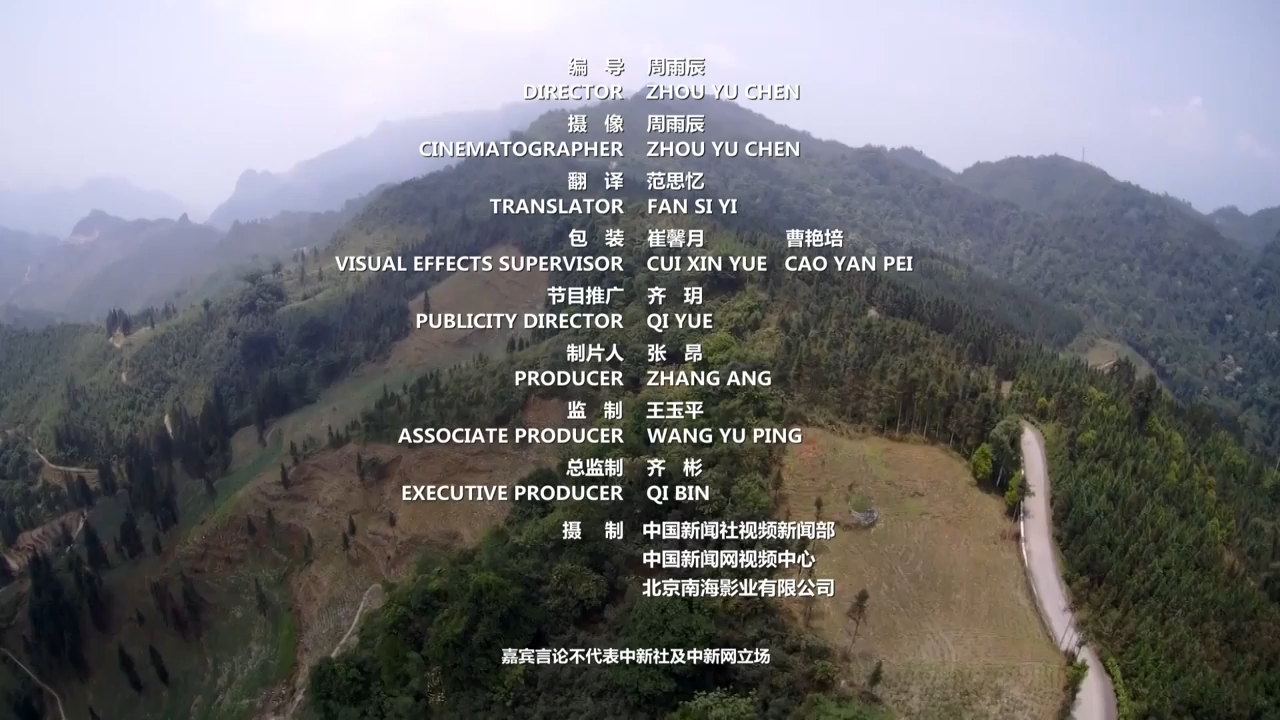 编 导 周雨辰
DIRECTOR ZHOU YU CHEN
摄 像 周雨辰
CINEMATOGRAPHER ZHOU YU CHEN
翻 译 范思忆
TRANSLATOR FAN SI YI
包 装 崔馨月 曹艳培
VISUAL EFFECTS SUPERVISOR CUI XIN YUE CAO YAN PEI
节目推广 齐 玥
PUBLICITY DIRECTOR QI YUE
制片人 张 昂
PRODUCER ZHANG ANG
监 制 王玉平
ASSOCIATE PRODUCER WANG YU PING
总监制 齐 彬
EXECUTIVE PRODUCER QI BIN
摄 制 中国新闻社视频新闻部
中国新闻网视频中心
北京南海影业有限公司
嘉宾言论不代表中新社及中新网立场